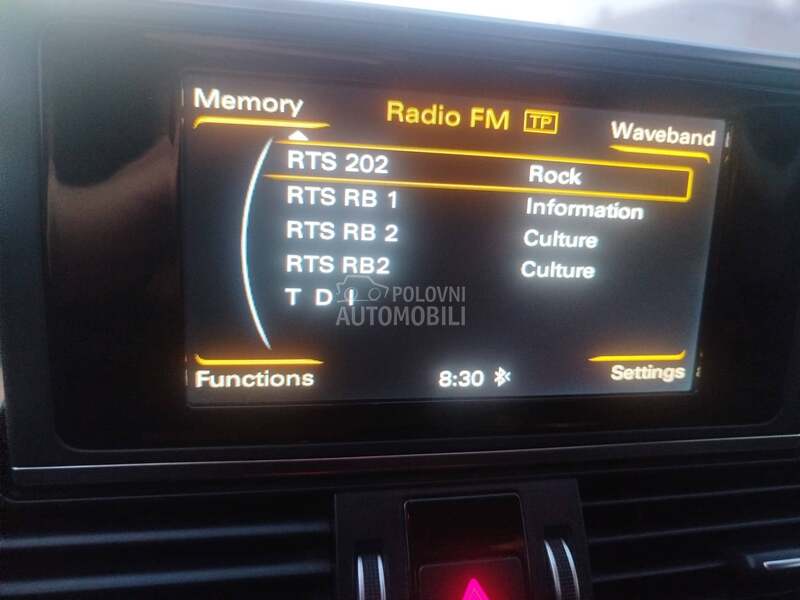 Memory
Radio FM TP
Waveband
RTS 202 Rock
RTS RB 1 Information
RTS RB 2 Culture
RTS RB2 Culture
T D I
POLOVNI
AUTOMOBILI
Functions
8:30
Settings